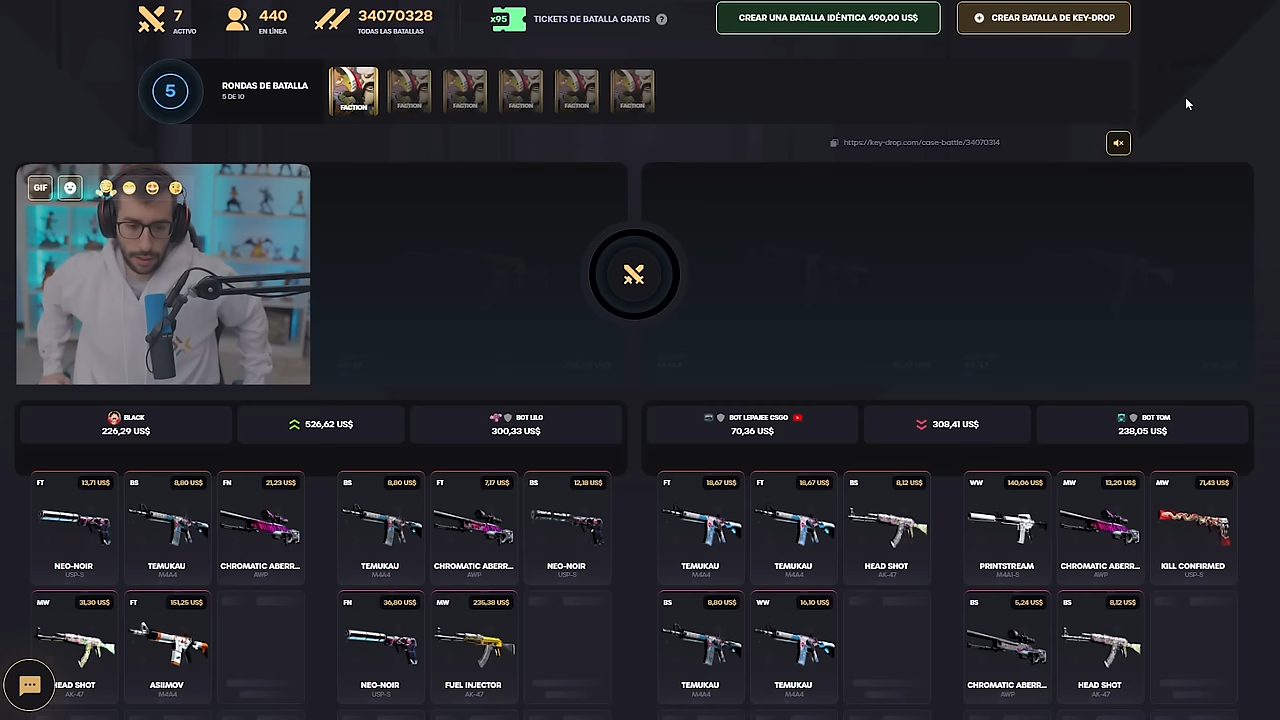 7
ACTIVO
440
EN LÍNEA
34070328
TODAS LAS BATALLAS
x95
TICKETS DE BATALLA GRATIS
?
CREAR UNA BATALLA IDÉNTICA 490,00 US$
CREAR BATALLA DE KEY-DROP
5
RONDAS DE BATALLA
5 DE 10
FACTION
FACTION
FACTION
FACTION
FACTION
FACTION
https://key-drop.com/case-battle/34070314
GIF
BLACK
226,29 US$
526,62 US$
BOT LILO
300,33 US$
BOT LEPAJEE CSGO
70,36 US$
308,41 US$
BOT TOM
238,05 US$
FT 13,71 US$
NEO-NOIR
USP-S
BS 8,80 US$
TEMUKAU
M4A4
FN 21,23 US$
CHROMATIC ABERR...
AWP
BS 8,80 US$
TEMUKAU
M4A4
FT 7,17 US$
CHROMATIC ABERR...
AWP
BS 12,18 US$
NEO-NOIR
USP-S
FT 18,67 US$
TEMUKAU
M4A4
FT 18,67 US$
TEMUKAU
M4A4
BS 8,12 US$
HEAD SHOT
AK-47
WW 140,06 US$
PRINTSTREAM
M4A1-S
MW 13,20 US$
CHROMATIC ABERR...
AWP
MW 71,43 US$
KILL CONFIRMED
USP-S
MW 31,30 US$
HEAD SHOT
AK-47
FT 151,25 US$
ASIIMOV
M4A4
FN 36,80 US$
NEO-NOIR
USP-S
MW 235,38 US$
FUEL INJECTOR
AK-47
BS 8,80 US$
TEMUKAU
M4A4
WW 16,10 US$
TEMUKAU
M4A4
BS 5,24 US$
CHROMATIC ABERR...
AWP
BS 8,12 US$
HEAD SHOT
AK-47